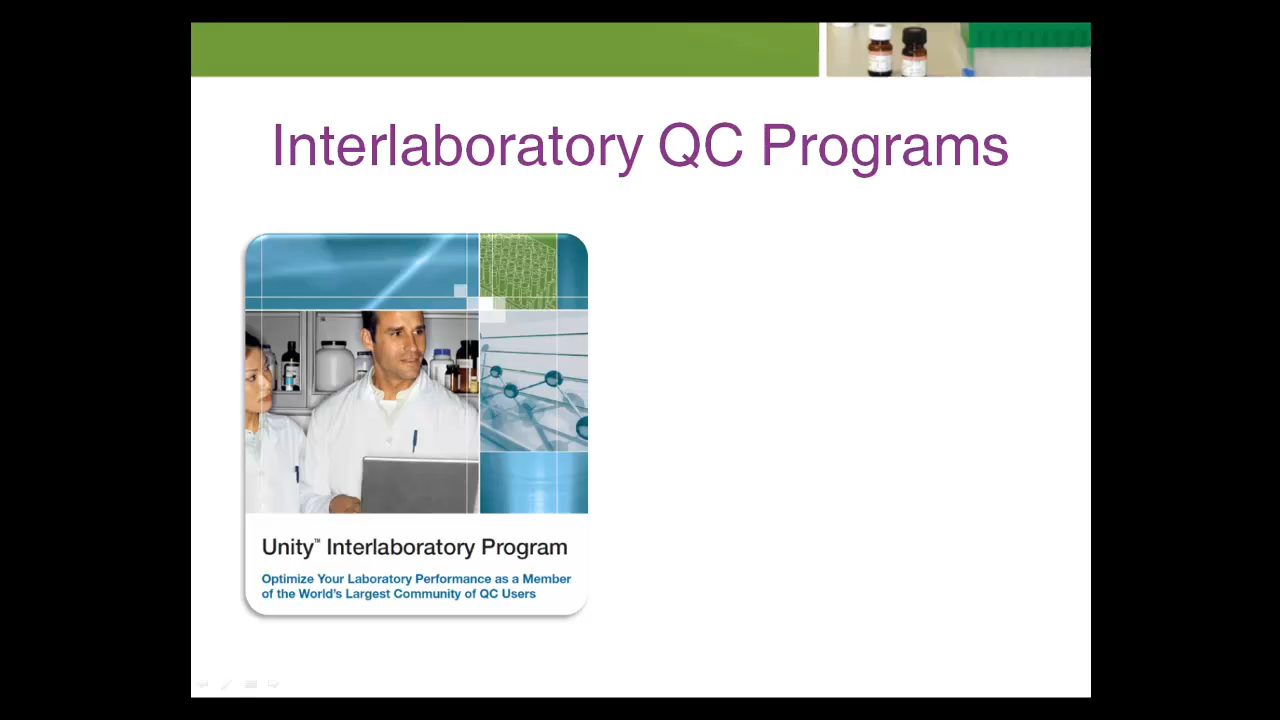 Interlaboratory QC Programs
Unity™ Interlaboratory Program
Optimize Your Laboratory Performance as a Member
of the World's Largest Community of QC Users